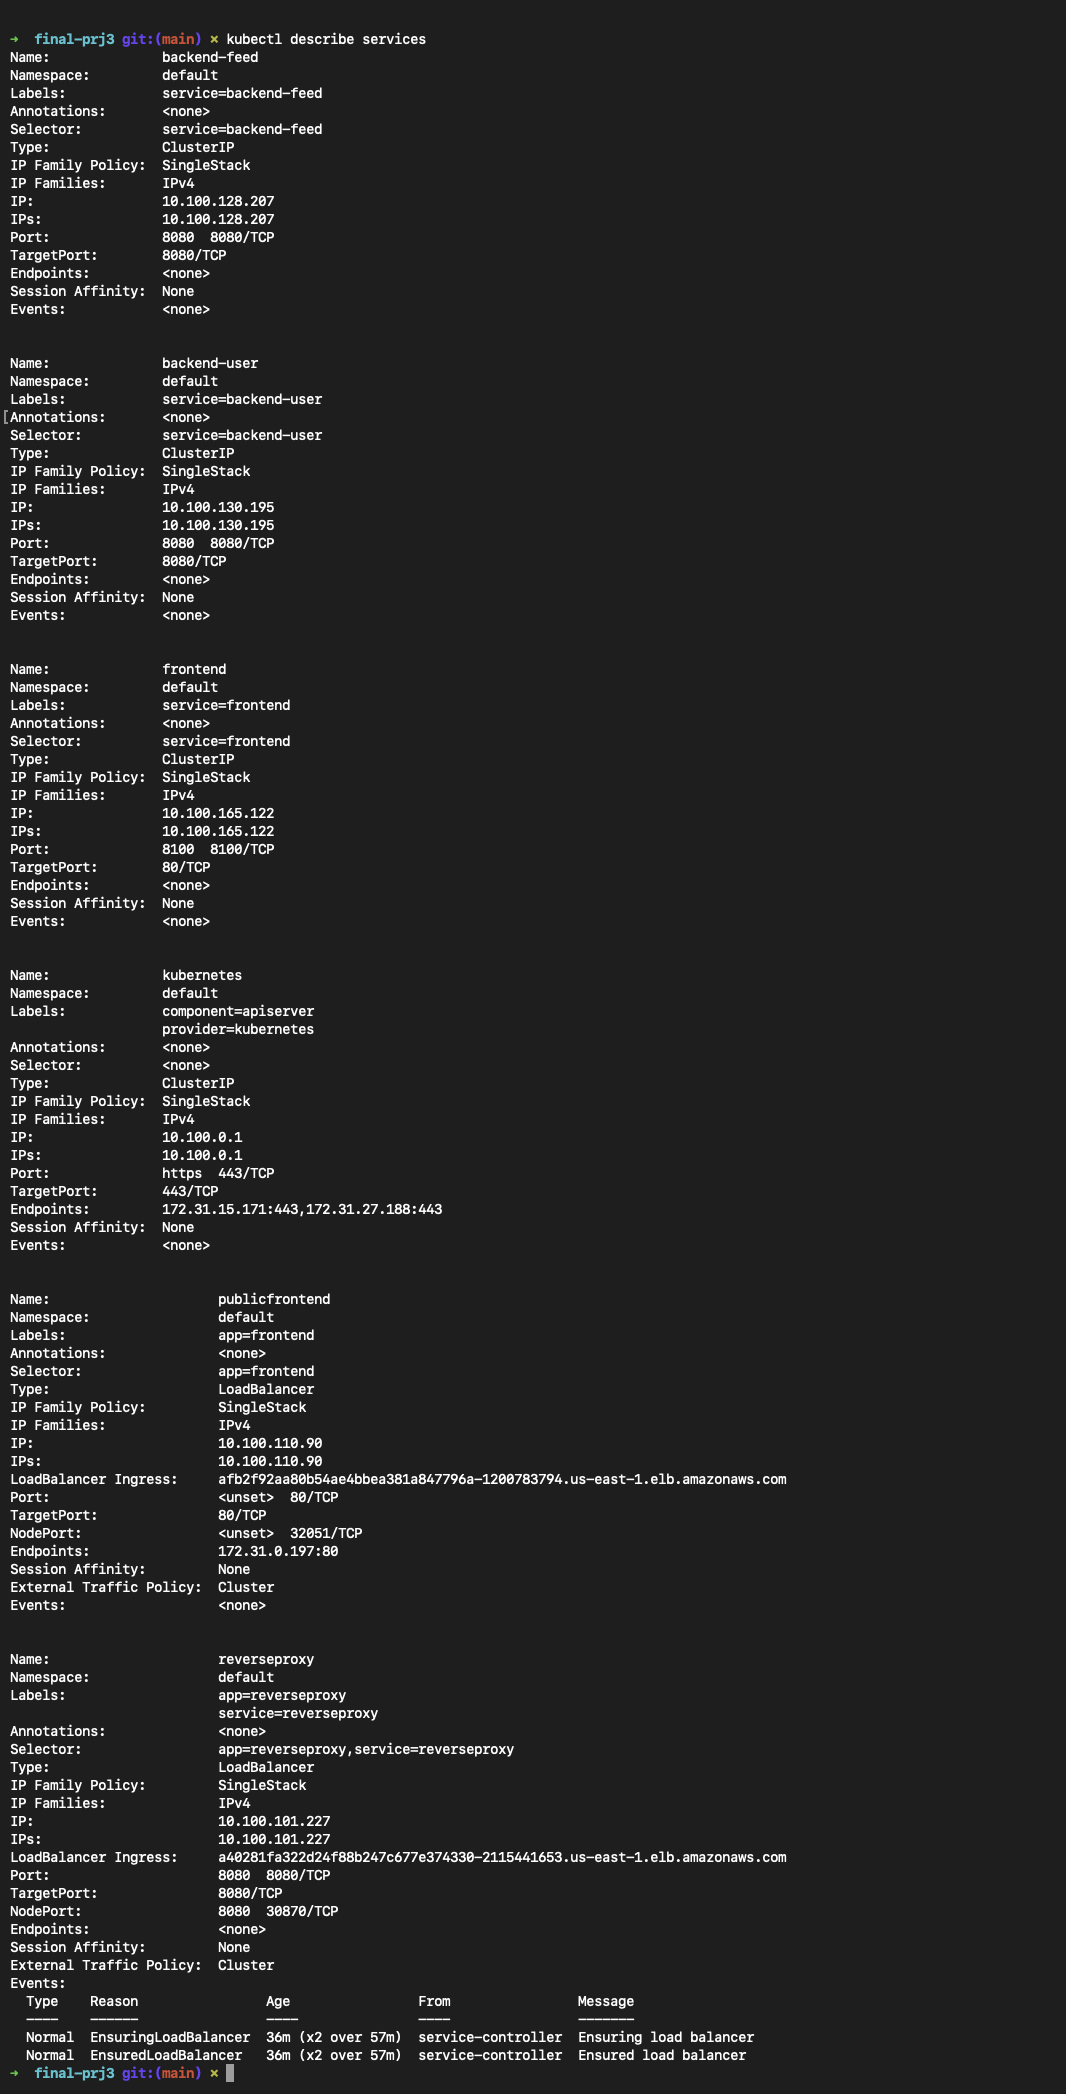 ➜  final-prj3 git:(main) ✗ kubectl describe services
Name:              backend-feed
Namespace:         default
Labels:            service=backend-feed
Annotations:       <none>
Selector:          service=backend-feed
Type:              ClusterIP
IP Family Policy:  SingleStack
IP Families:       IPv4
IP:                10.100.128.207
IPs:               10.100.128.207
Port:              8080  8080/TCP
TargetPort:        8080/TCP
Endpoints:         <none>
Session Affinity:  None
Events:            <none>
Name:              backend-user
Namespace:         default
Labels:            service=backend-user
[Annotations:       <none>
Selector:          service=backend-user
Type:              ClusterIP
IP Family Policy:  SingleStack
IP Families:       IPv4
IP:                10.100.130.195
IPs:               10.100.130.195
Port:              8080  8080/TCP
TargetPort:        8080/TCP
Endpoints:         <none>
Session Affinity:  None
Events:            <none>
Name:              frontend
Namespace:         default
Labels:            service=frontend
Annotations:       <none>
Selector:          service=frontend
Type:              ClusterIP
IP Family Policy:  SingleStack
IP Families:       IPv4
IP:                10.100.165.122
IPs:               10.100.165.122
Port:              8100  8100/TCP
TargetPort:        80/TCP
Endpoints:         <none>
Session Affinity:  None
Events:            <none>
Name:              kubernetes
Namespace:         default
Labels:            component=apiserver
                   provider=kubernetes
Annotations:       <none>
Selector:          <none>
Type:              ClusterIP
IP Family Policy:  SingleStack
IP Families:       IPv4
IP:                10.100.0.1
IPs:               10.100.0.1
Port:              https  443/TCP
TargetPort:        443/TCP
Endpoints:         172.31.15.171:443,172.31.27.188:443
Session Affinity:  None
Events:            <none>
Name:                     publicfrontend
Namespace:                default
Labels:                   app=frontend
Annotations:              <none>
Selector:                 app=frontend
Type:                     LoadBalancer
IP Family Policy:         SingleStack
IP Families:              IPv4
IP:                       10.100.110.90
IPs:                      10.100.110.90
LoadBalancer Ingress:     afb2f92aa80b54ae4bbea381a847796a-1200783794.us-east-1.elb.amazonaws.com
Port:                     <unset>  80/TCP
TargetPort:               80/TCP
NodePort:                 <unset>  32051/TCP
Endpoints:                172.31.0.197:80
Session Affinity:         None
External Traffic Policy:  Cluster
Events:                   <none>
Name:                     reverseproxy
Namespace:                default
Labels:                   app=reverseproxy
                          service=reverseproxy
Annotations:              <none>
Selector:                 app=reverseproxy,service=reverseproxy
Type:                     LoadBalancer
IP Family Policy:         SingleStack
IP Families:              IPv4
IP:                       10.100.101.227
IPs:                      10.100.101.227
LoadBalancer Ingress:     a40281fa322d24f88b247c677e374330-2115441653.us-east-1.elb.amazonaws.com
Port:                     8080  8080/TCP
TargetPort:               8080/TCP
NodePort:                 8080  30870/TCP
Endpoints:                <none>
Session Affinity:         None
External Traffic Policy:  Cluster
Events:
  Type    Reason                Age                From                Message
  ----    ------                ----               ----                -------
  Normal  EnsuringLoadBalancer  36m (x2 over 57m)  service-controller  Ensuring load balancer
  Normal  EnsuredLoadBalancer   36m (x2 over 57m)  service-controller  Ensured load balancer
➜  final-prj3 git:(main) ✗